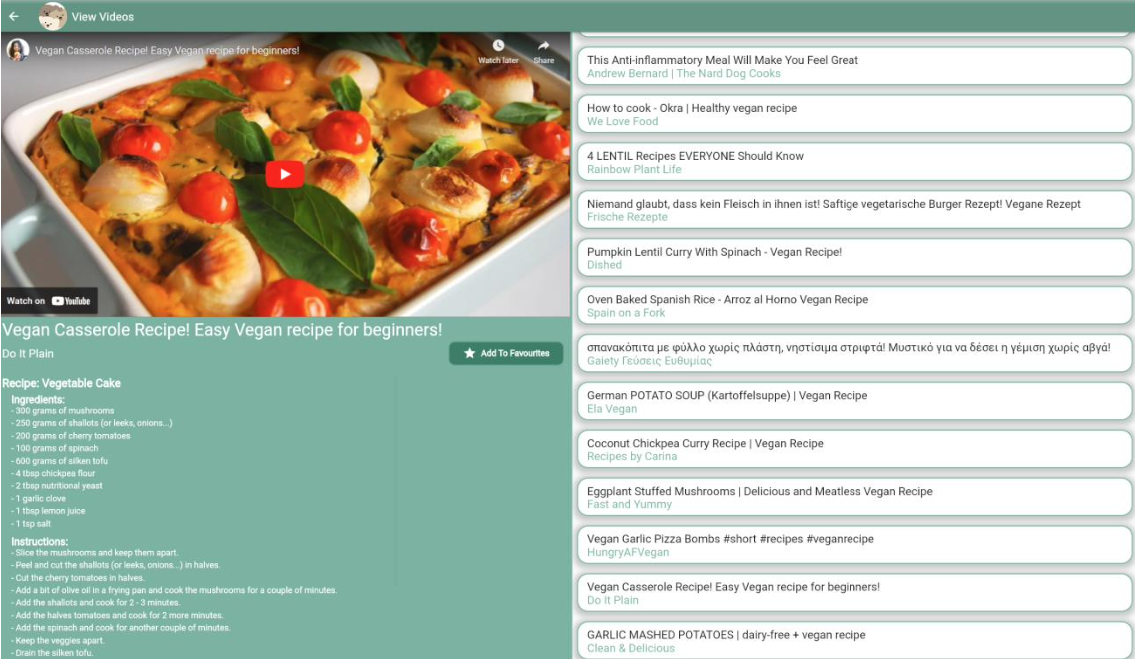 View Videos
Vegan Casserole Recipe! Easy Vegan recipe for beginners!
Watch later
Share
Watch on YouTube
Vegan Casserole Recipe! Easy Vegan recipe for beginners!
Do It Plain
Add To Favourites
Recipe: Vegetable Cake
Ingredients:
- 300 grams of mushrooms
- 250 grams of shallots (or leeks, onions...)
- 200 grams of cherry tomatoes
- 100 grams of spinach
- 600 grams of silken tofu
- 4 tbsp chickpea flour
- 2 tbsp nutritional yeast
- 1 garlic clove
- 1 tbsp lemon juice
- 1 tsp salt
Instructions:
- Slice the mushrooms and keep them apart.
- Peel and cut the shallots (or leeks, onions...) in halves.
- Cut the cherry tomatoes in halves.
- Add a bit of olive oil in a frying pan and cook the mushrooms for a couple of minutes.
- Add the shallots and cook for 2 - 3 minutes.
- Add the halves tomatoes and cook for 2 more minutes.
- Add the spinach and cook for another couple of minutes.
- Keep the veggies apart.
- Drain the silken tofu.
This Anti-inflammatory Meal Will Make You Feel Great
Andrew Bernard | The Nard Dog Cooks
How to cook - Okra | Healthy vegan recipe
We Love Food
4 LENTIL Recipes EVERYONE Should Know
Rainbow Plant Life
Niemand glaubt, dass kein Fleisch in ihnen ist! Saftige vegetarische Burger Rezept! Vegane Rezept
Frische Rezepte
Pumpkin Lentil Curry With Spinach - Vegan Recipe!
Dished
Oven Baked Spanish Rice - Arroz al Horno Vegan Recipe
Spain on a Fork
σπανακόπιτα με φύλλο χωρίς πλάστη, νηστίσιμα στριφτά! Μυστικό για να δέσει η γέμιση χωρίς αβγά!
Gaiety Γεύσεις Ευθυμίας
German POTATO SOUP (Kartoffelsuppe) | Vegan Recipe
Ela Vegan
Coconut Chickpea Curry Recipe | Vegan Recipe
Recipes by Carina
Eggplant Stuffed Mushrooms | Delicious and Meatless Vegan Recipe
Fast and Yummy
Vegan Garlic Pizza Bombs #short #recipes #veganrecipe
HungryAFVegan
Vegan Casserole Recipe! Easy Vegan recipe for beginners!
Do It Plain
GARLIC MASHED POTATOES | dairy-free + vegan recipe
Clean & Delicious